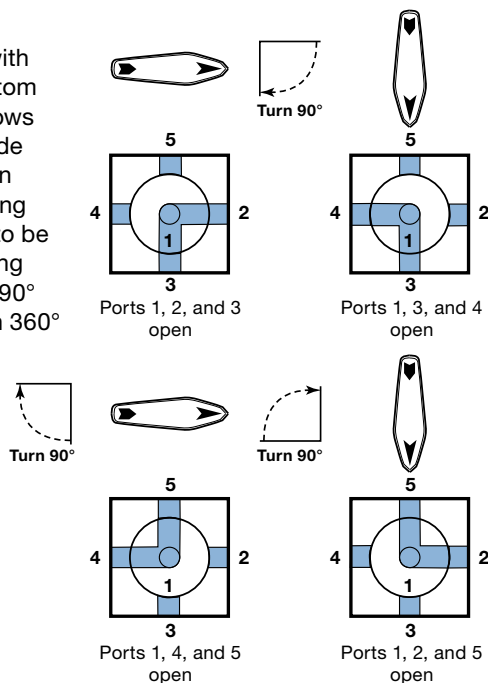 with
tom
ows
de
n
ng
to be
ng
90°
n 360°
Turn 90°
5
4
2
1
3
Ports 1, 2, and 3
open
5
4
2
1
3
Ports 1, 3, and 4
open
Turn 90°
Turn 90°
5
4
2
1
3
Ports 1, 4, and 5
open
5
4
2
1
3
Ports 1, 2, and 5
open